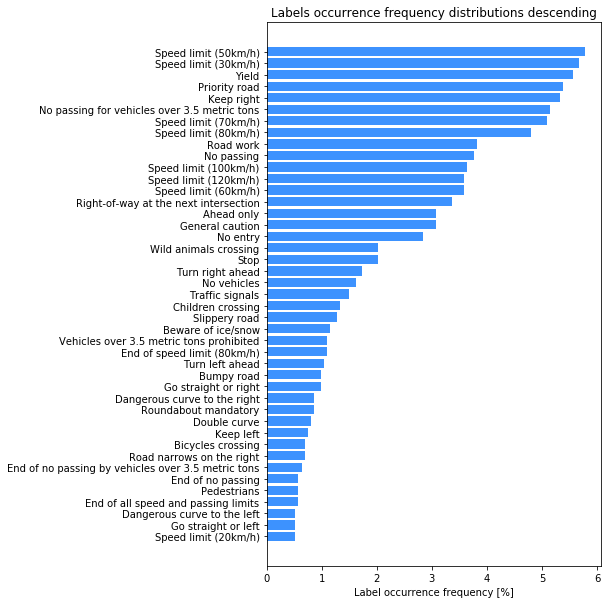 Labels occurrence frequency distributions descending
Speed limit (50km/h)
Speed limit (30km/h)
Yield
Priority road
Keep right
No passing for vehicles over 3.5 metric tons
Speed limit (70km/h)
Speed limit (80km/h)
Road work
No passing
Speed limit (100km/h)
Speed limit (120km/h)
Speed limit (60km/h)
Right-of-way at the next intersection
Ahead only
General caution
No entry
Wild animals crossing
Stop
Turn right ahead
No vehicles
Traffic signals
Children crossing
Slippery road
Beware of ice/snow
Vehicles over 3.5 metric tons prohibited
End of speed limit (80km/h)
Turn left ahead
Bumpy road
Go straight or right
Dangerous curve to the right
Roundabout mandatory
Double curve
Keep left
Bicycles crossing
Road narrows on the right
End of no passing by vehicles over 3.5 metric tons
End of no passing
Pedestrians
End of all speed and passing limits
Dangerous curve to the left
Go straight or left
Speed limit (20km/h)
0 1 2 3 4 5 6
Label occurrence frequency [%]